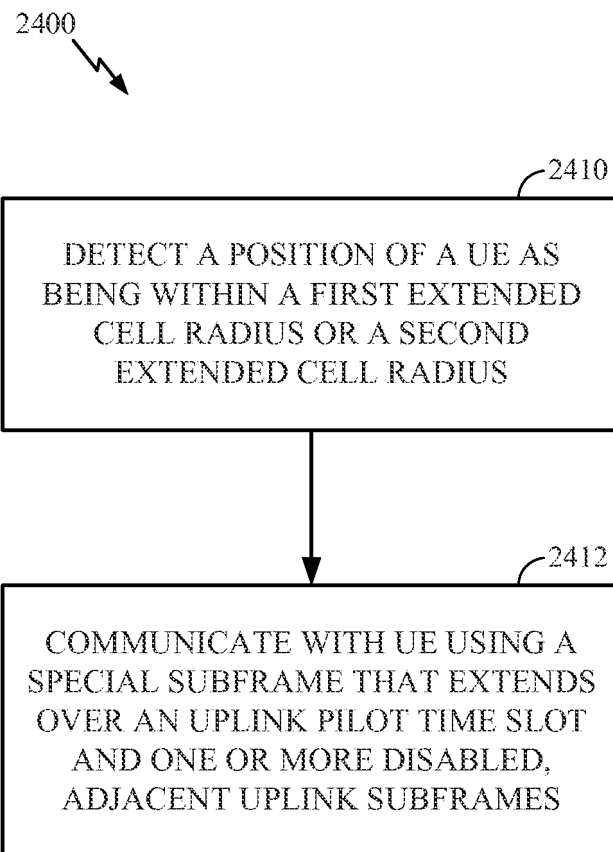 2400
2410
DETECT A POSITION OF A UE AS
BEING WITHIN A FIRST EXTENDED
CELL RADIUS OR A SECOND
EXTENDED CELL RADIUS
2412
COMMUNICATE WITH UE USING A
SPECIAL SUBFRAME THAT EXTENDS
OVER AN UPLINK PILOT TIME SLOT
AND ONE OR MORE DISABLED,
ADJACENT UPLINK SUBFRAMES